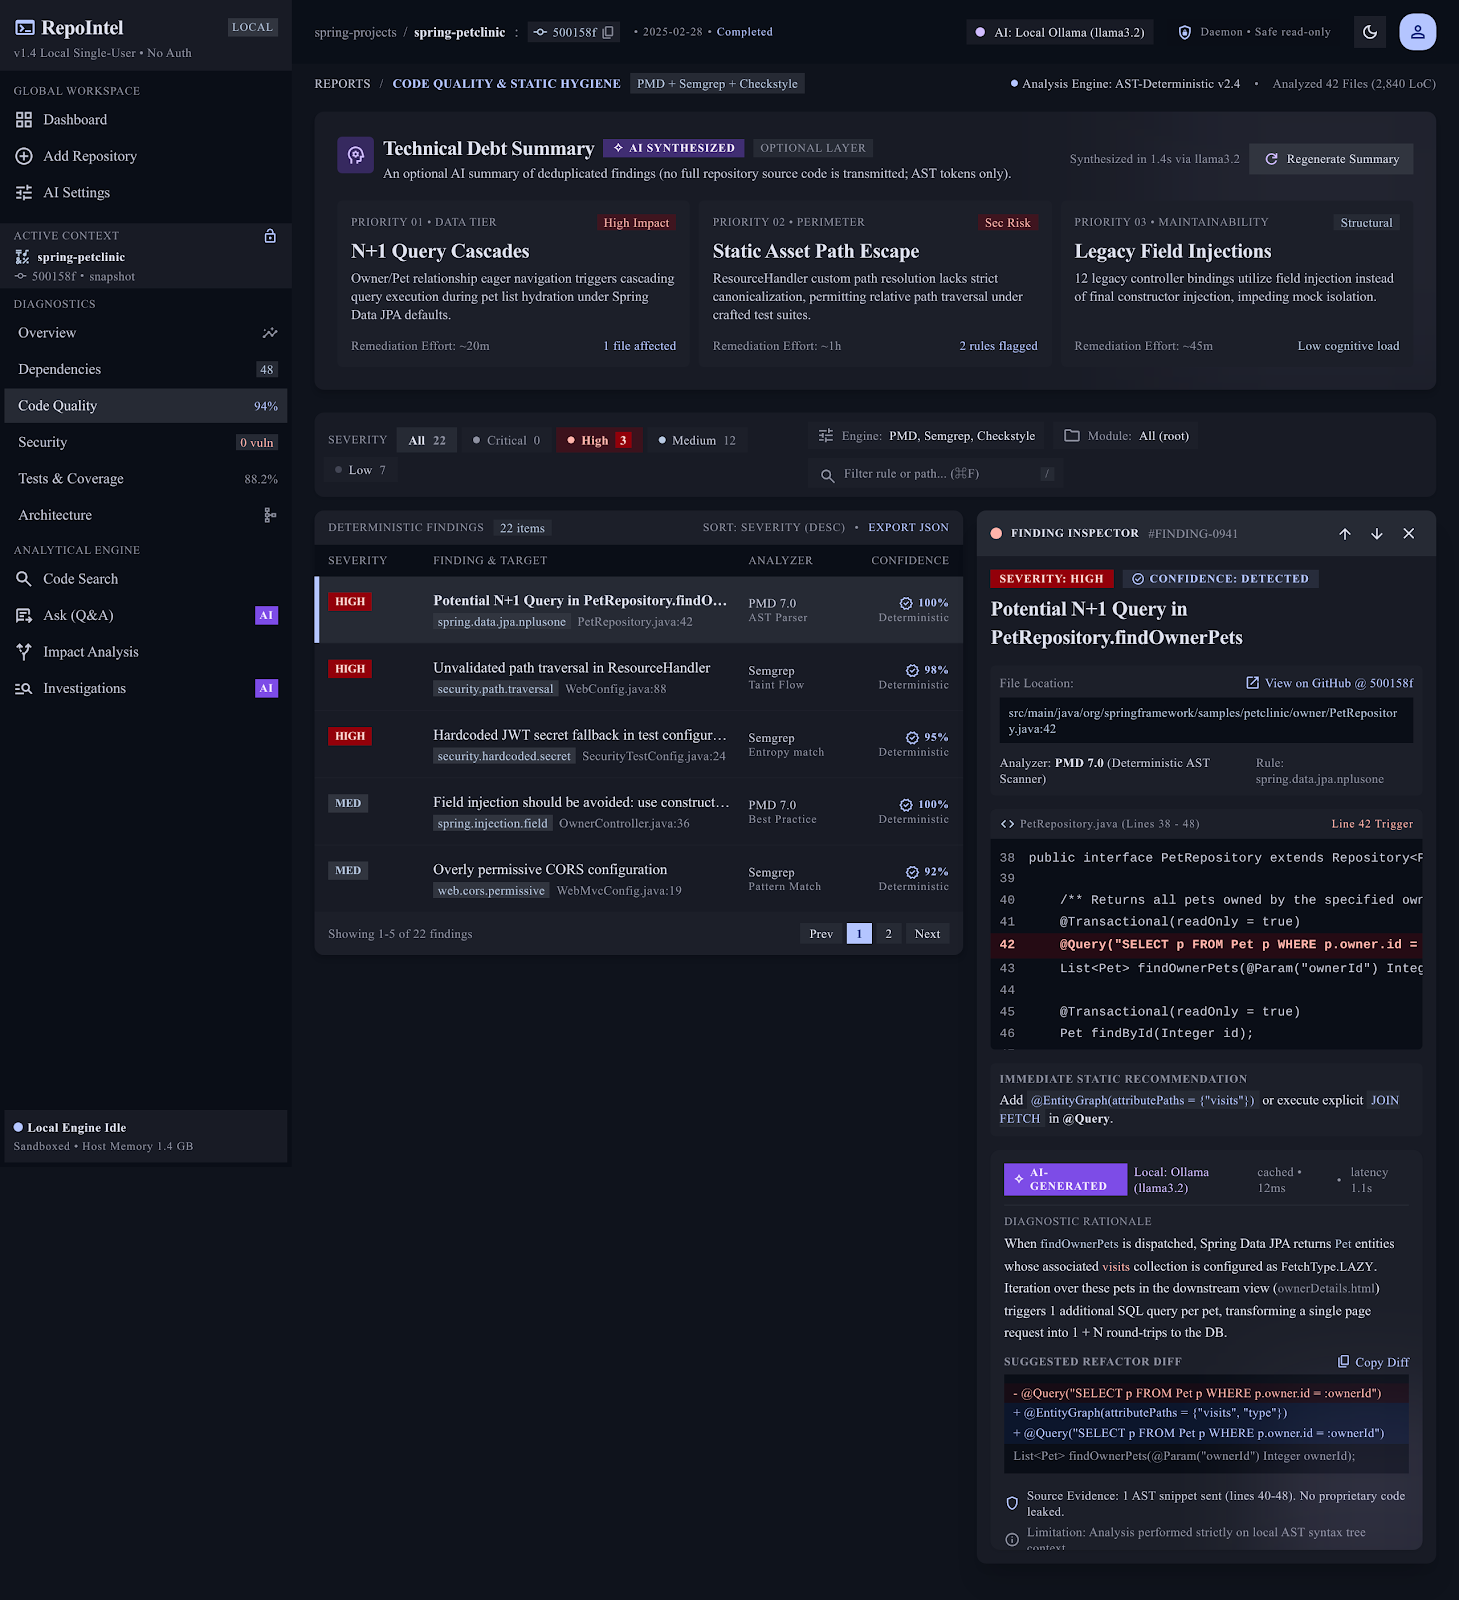 RepoIntel LOCAL
v1.4 Local Single-User • No Auth
GLOBAL WORKSPACE
Dashboard
Add Repository
AI Settings
ACTIVE CONTEXT
spring-petclinic
500158f • snapshot
DIAGNOSTICS
Overview
Dependencies 48
Code Quality 94%
Security 0 vuln
Tests & Coverage 88.2%
Architecture
ANALYTICAL ENGINE
Code Search
Ask (Q&A) AI
Impact Analysis
Investigations AI
Local Engine Idle
Sandboxed • Host Memory 1.4 GB
spring-projects / spring-petclinic : 500158f • 2025-02-28 • Completed
AI: Local Ollama (llama3.2) Daemon • Safe read-only
REPORTS / CODE QUALITY & STATIC HYGIENE PMD + Semgrep + Checkstyle
Analysis Engine: AST-Deterministic v2.4 • Analyzed 42 Files (2,840 LoC)
Technical Debt Summary AI SYNTHESIZED OPTIONAL LAYER
An optional AI summary of deduplicated findings (no full repository source code is transmitted; AST tokens only).
Synthesized in 1.4s via llama3.2 Regenerate Summary
PRIORITY 01 • DATA TIER High Impact
N+1 Query Cascades
Owner/Pet relationship eager navigation triggers cascading
query execution during pet list hydration under Spring
Data JPA defaults.
Remediation Effort: ~20m 1 file affected
PRIORITY 02 • PERIMETER Sec Risk
Static Asset Path Escape
ResourceHandler custom path resolution lacks strict
canonicalization, permitting relative path traversal under
crafted test suites.
Remediation Effort: ~1h 2 rules flagged
PRIORITY 03 • MAINTAINABILITY Structural
Legacy Field Injections
12 legacy controller bindings utilize field injection instead
of final constructor injection, impeding mock isolation.
Remediation Effort: ~45m Low cognitive load
SEVERITY All 22 Critical 0 High 3 Medium 12
Low 7
Engine: PMD, Semgrep, Checkstyle Module: All (root)
Filter rule or path... (⌘F) /
DETERMINISTIC FINDINGS 22 items SORT: SEVERITY (DESC) • EXPORT JSON
SEVERITY FINDING & TARGET ANALYZER CONFIDENCE
HIGH Potential N+1 Query in PetRepository.findO… PMD 7.0 100%
spring.data.jpa.nplusone PetRepository.java:42 AST Parser Deterministic
HIGH Unvalidated path traversal in ResourceHandler Semgrep 98%
security.path.traversal WebConfig.java:88 Taint Flow Deterministic
HIGH Hardcoded JWT secret fallback in test configur… Semgrep 95%
security.hardcoded.secret SecurityTestConfig.java:24 Entropy match Deterministic
MED Field injection should be avoided: use construct… PMD 7.0 100%
spring.injection.field OwnerController.java:36 Best Practice Deterministic
MED Overly permissive CORS configuration Semgrep 92%
web.cors.permissive WebMvcConfig.java:19 Pattern Match Deterministic
Showing 1-5 of 22 findings Prev 1 2 Next
FINDING INSPECTOR #FINDING-0941
SEVERITY: HIGH CONFIDENCE: DETECTED
Potential N+1 Query in
PetRepository.findOwnerPets
File Location: View on GitHub @ 500158f
src/main/java/org/springframework/samples/petclinic/owner/PetRepositor
y.java:42
Analyzer: PMD 7.0 (Deterministic AST
Scanner)
Rule:
spring.data.jpa.nplusone
PetRepository.java (Lines 38 - 48) Line 42 Trigger
38 public interface PetRepository extends Repository<P
39
40 /** Returns all pets owned by the specified own
41 @Transactional(readOnly = true)
42 @Query("SELECT p FROM Pet p WHERE p.owner.id =
43 List<Pet> findOwnerPets(@Param("ownerId") Integ
44
45 @Transactional(readOnly = true)
46 Pet findById(Integer id);
IMMEDIATE STATIC RECOMMENDATION
Add @EntityGraph(attributePaths = {"visits"}) or execute explicit JOIN
FETCH in @Query.
AI-
GENERATED
Local: Ollama
(llama3.2)
cached •
12ms
•
latency
1.1s
DIAGNOSTIC RATIONALE
When findOwnerPets is dispatched, Spring Data JPA returns Pet entities
whose associated visits collection is configured as FetchType.LAZY.
Iteration over these pets in the downstream view (ownerDetails.html)
triggers 1 additional SQL query per pet, transforming a single page
request into 1 + N round-trips to the DB.
SUGGESTED REFACTOR DIFF Copy Diff
- @Query("SELECT p FROM Pet p WHERE p.owner.id = :ownerId")
+ @EntityGraph(attributePaths = {"visits", "type"})
+ @Query("SELECT p FROM Pet p WHERE p.owner.id = :ownerId")
List<Pet> findOwnerPets(@Param("ownerId") Integer ownerId);
Source Evidence: 1 AST snippet sent (lines 40-48). No proprietary code
leaked.
Limitation: Analysis performed strictly on local AST syntax tree
context